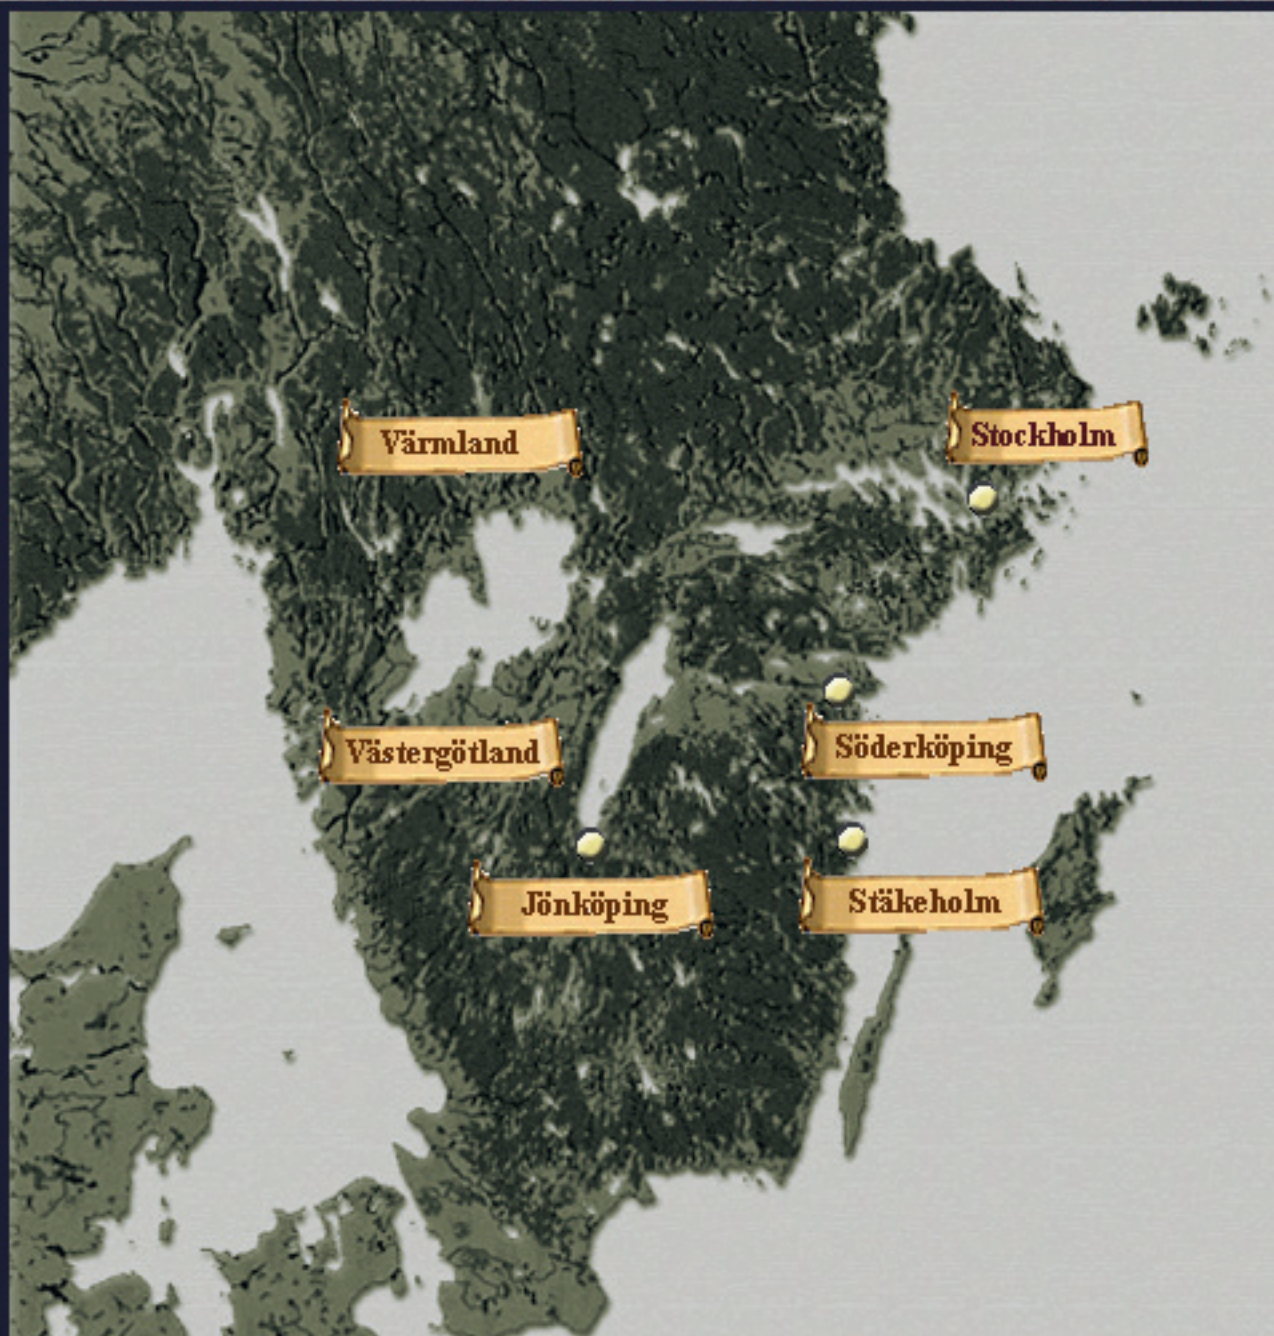 Värmland
Stockholm
Västergötland
Söderköping
Jönköping
Stäkeholm